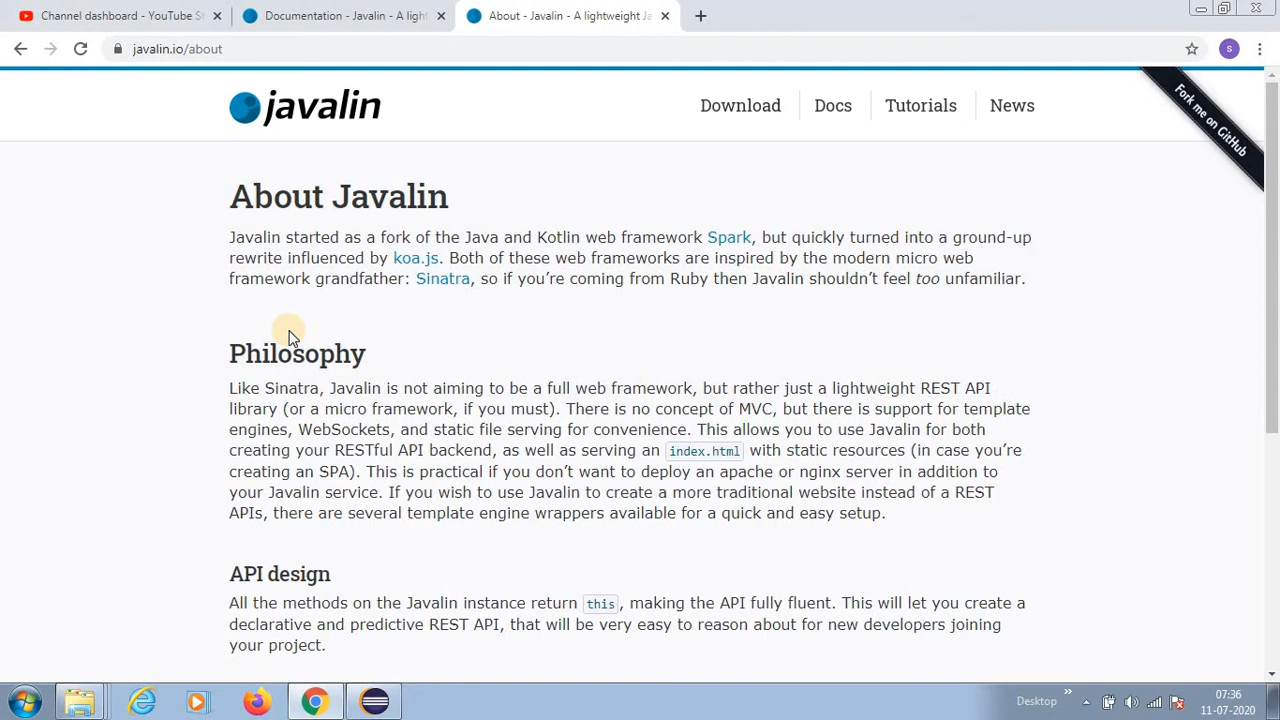 Channel dashboard - YouTube St
Documentation - Javalin - A light
About - Javalin - A lightweight Ja
javalin.io/about
S
javalin
Download
Docs
Tutorials
News
Fork me on GitHub
About Javalin
Javalin started as a fork of the Java and Kotlin web framework Spark, but quickly turned into a ground-up
rewrite influenced by koa.js. Both of these web frameworks are inspired by the modern micro web
framework grandfather: Sinatra, so if you’re coming from Ruby then Javalin shouldn’t feel too unfamiliar.
Philosophy
Like Sinatra, Javalin is not aiming to be a full web framework, but rather just a lightweight REST API
library (or a micro framework, if you must). There is no concept of MVC, but there is support for template
engines, WebSockets, and static file serving for convenience. This allows you to use Javalin for both
creating your RESTful API backend, as well as serving an index.html with static resources (in case you’re
creating an SPA). This is practical if you don’t want to deploy an apache or nginx server in addition to
your Javalin service. If you wish to use Javalin to create a more traditional website instead of a REST
APIs, there are several template engine wrappers available for a quick and easy setup.
API design
All the methods on the Javalin instance return this, making the API fully fluent. This will let you create a
declarative and predictive REST API, that will be very easy to reason about for new developers joining
your project.
Desktop
07:36
11-07-2020